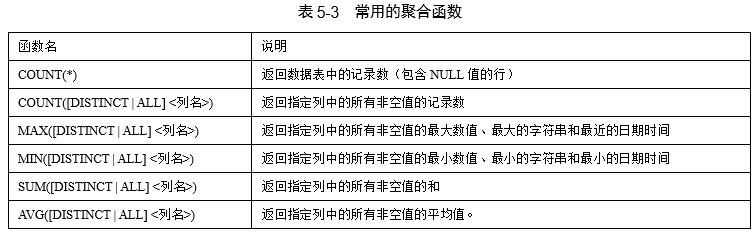 表 5-3 常用的聚合函数
函数名 说明
COUNT(*) 返回数据表中的记录数（包含 NULL 值的行）
COUNT([DISTINCT | ALL] <列名>) 返回指定列中的所有非空值的记录数
MAX([DISTINCT | ALL] <列名>) 返回指定列中的所有非空值的最大数值、最大的字符串和最近的日期时间
MIN([DISTINCT | ALL] <列名>) 返回指定列中的所有非空值的最小数值、最小的字符串和最小的日期时间
SUM([DISTINCT | ALL] <列名>) 返回指定列中的所有非空值的和
AVG([DISTINCT | ALL] <列名>) 返回指定列中的所有非空值的平均值。